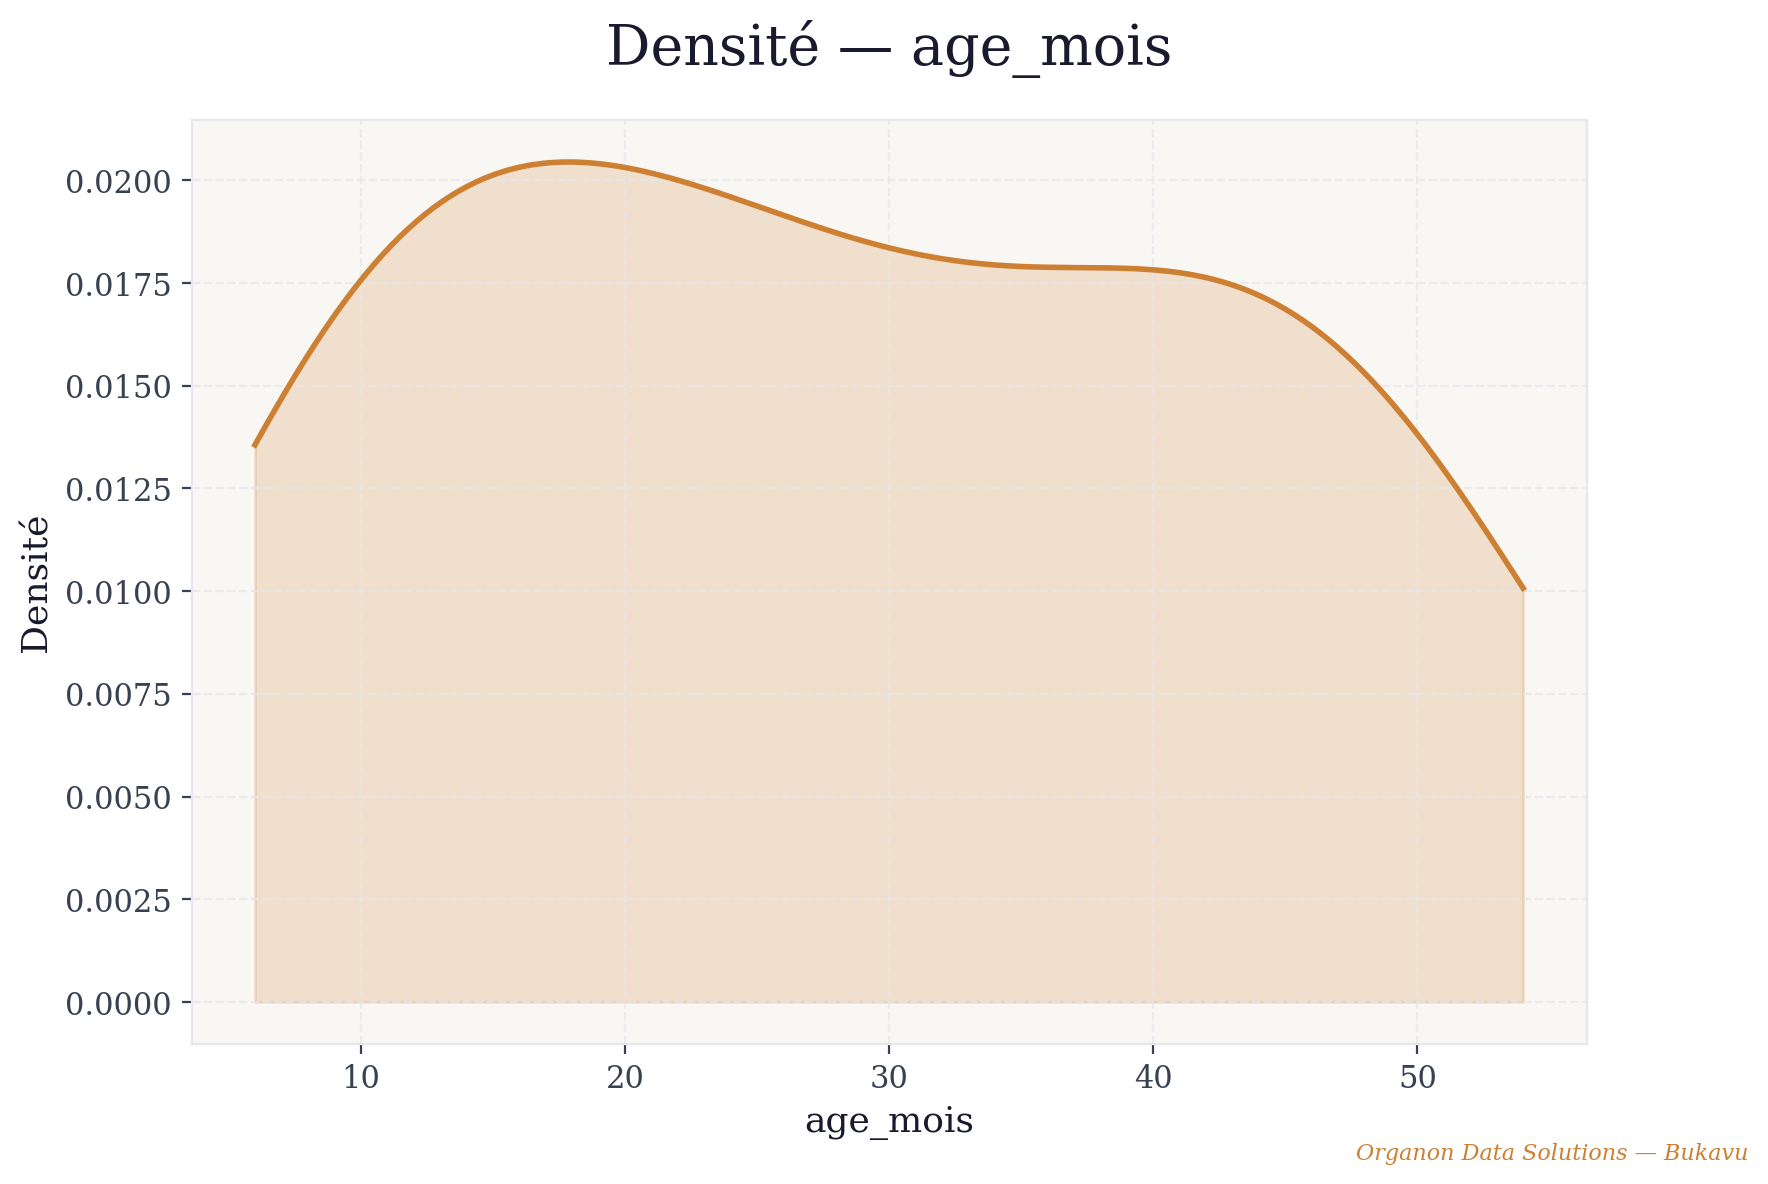 Densité — age_mois
Densité
0.0200
0.0175
0.0150
0.0125
0.0100
0.0075
0.0050
0.0025
0.0000
10 20 30 40 50
age_mois
Organon Data Solutions — Bukavu